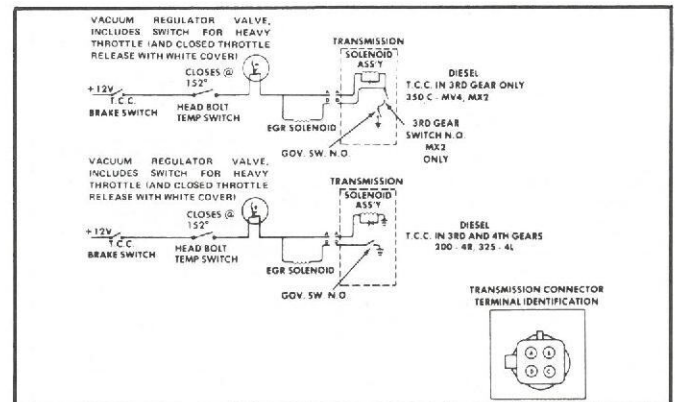 VACUUM REGULATOR VALVE,
INCLUDES SWITCH FOR HEAVY
THROTTLE (AND CLOSED THROTTLE
RELEASE WITH WHITE COVER)
CLOSES @
152°
+12V
T.C.C.
BRAKE SWITCH
HEAD BOLT
TEMP SWITCH
EGR SOLENOID
TRANSMISSION
SOLENOID
ASS'Y
GOV. SW. N.O.
DIESEL
T.C.C. IN 3RD GEAR ONLY
350 C - MV4, MX2
3RD GEAR
SWITCH N.O.
MX2
ONLY
VACUUM REGULATOR VALVE,
INCLUDES SWITCH FOR HEAVY
THROTTLE (AND CLOSED THROTTLE
RELEASE WITH WHITE COVER)
CLOSES @
152°
+12V
T.C.C.
BRAKE SWITCH
HEAD BOLT
TEMP SWITCH
EGR SOLENOID
TRANSMISSION
SOLENOID
ASS'Y
GOV. SW. N.O.
DIESEL
T.C.C. IN 3RD AND 4TH GEARS
200 - 4R, 325 - 4L
TRANSMISSION CONNECTOR
TERMINAL IDENTIFICATION
A B
D C